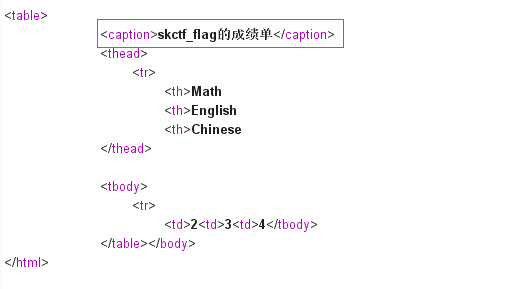 <table>
<caption>skctf_flag的成绩单</caption>
<thead>
<tr>
<th>Math
<th>English
<th>Chinese
</thead>
<tbody>
<tr>
<td>2<td>3<td>4</tbody>
</table></body>
</html>